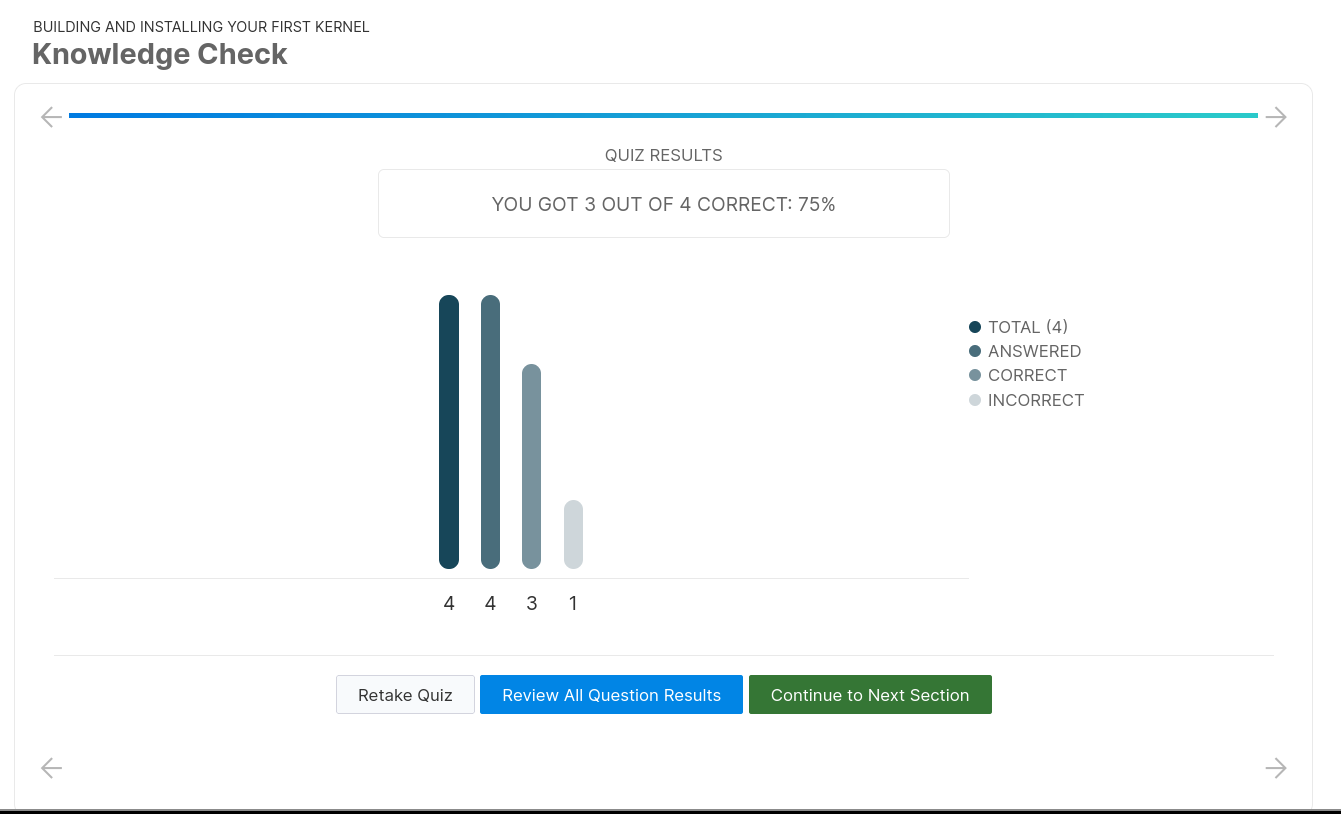 BUILDING AND INSTALLING YOUR FIRST KERNEL
Knowledge Check
QUIZ RESULTS
YOU GOT 3 OUT OF 4 CORRECT: 75%
TOTAL (4)
ANSWERED
CORRECT
INCORRECT
4 4 3 1
Retake Quiz Review All Question Results Continue to Next Section